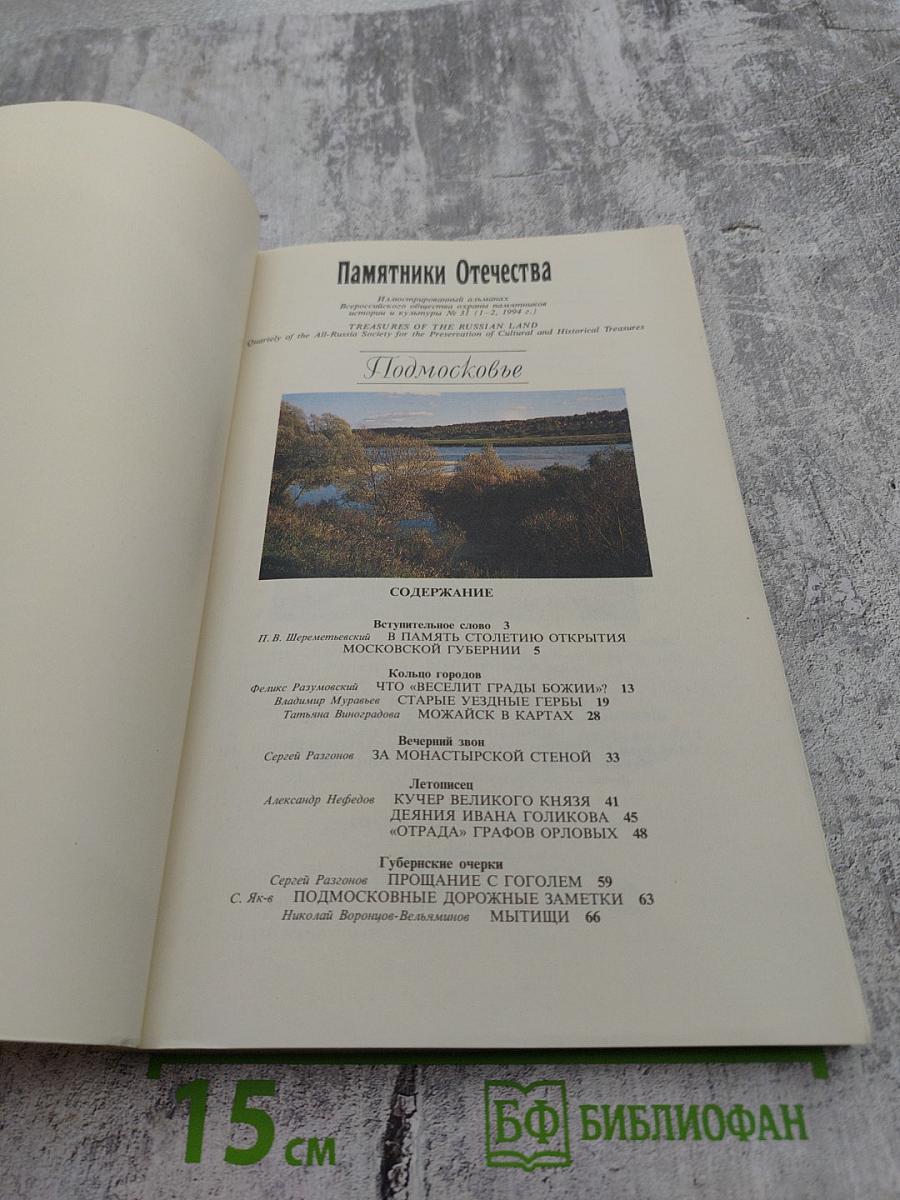 Памятники Отечества
Иллюстрированный альманах
Всероссийского общества охраны памятников
истории и культуры № 31 (1–2, 1994 г.)
TREASURES OF THE RUSSIAN LAND
Quartely of the All-Russia Society for the Preservation of Cultural and Historical Treasures
Подмосковье
СОДЕРЖАНИЕ
Вступительное слово 3
П. В. Шереметьевский В ПАМЯТЬ СТОЛЕТИЮ ОТКРЫТИЯ
МОСКОВСКОЙ ГУБЕРНИИ 5
Кольцо городов
Феликс Разумовский ЧТО «ВЕСЕЛИТ ГРАДЫ БОЖИИ»? 13
Владимир Муравьев СТАРЫЕ УЕЗДНЫЕ ГЕРБЫ 19
Татьяна Виноградова МОЖАЙСК В КАРТАХ 28
Вечерний звон
Сергей Разгонов ЗА МОНАСТЫРСКОЙ СТЕНОЙ 33
Летописец
Александр Нефедов КУЧЕР ВЕЛИКОГО КНЯЗЯ 41
ДЕЯНИЯ ИВАНА ГОЛИКОВА 45
«ОТРАДА» ГРАФОВ ОРЛОВЫХ 48
Губернские очерки
Сергей Разгонов ПРОЩАНИЕ С ГОГОЛЕМ 59
С. Як-в ПОДМОСКОВНЫЕ ДОРОЖНЫЕ ЗАМЕТКИ 63
Николай Воронцов-Вельяминов МЫТИЩИ 66
15 см
БФ БИБЛИОФАН